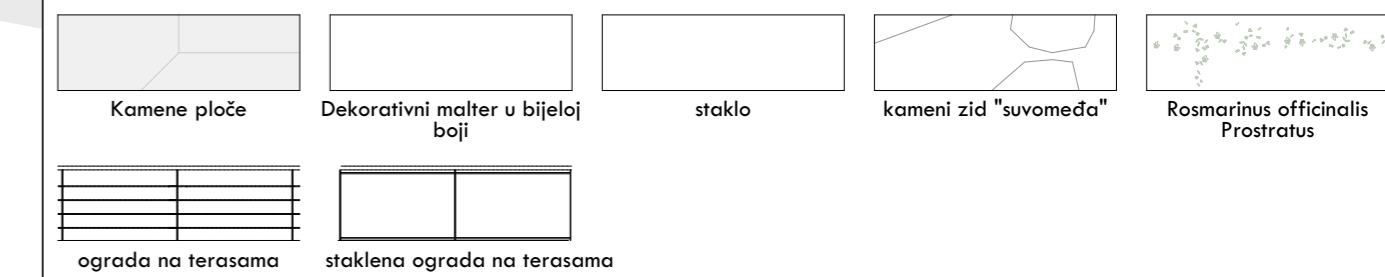 Kamene ploče
Dekorativni malter u bijeloj
boji
staklo
kameni zid "suvomeđa"
Rosmarinus officinalis
Prostratus
ograda na terasama
staklena ograda na terasama